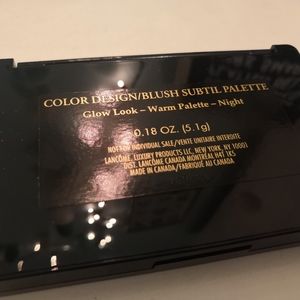 COLOR DESIGN/BLUSH SUBTIL PALETTE
Glow Look – Warm Palette – Night
0.18 OZ. (5.1g)
NOT FOR INDIVIDUAL SALE/VENTE UNITAIRE INTERDITE
LANCÔME, LUXURY PRODUCTS LLC, NEW YORK, NY 10001
DIST. LANCÔME CANADA MONTRÉAL H4T 1K5
MADE IN CANADA/FABRIQUÉ AU CANADA